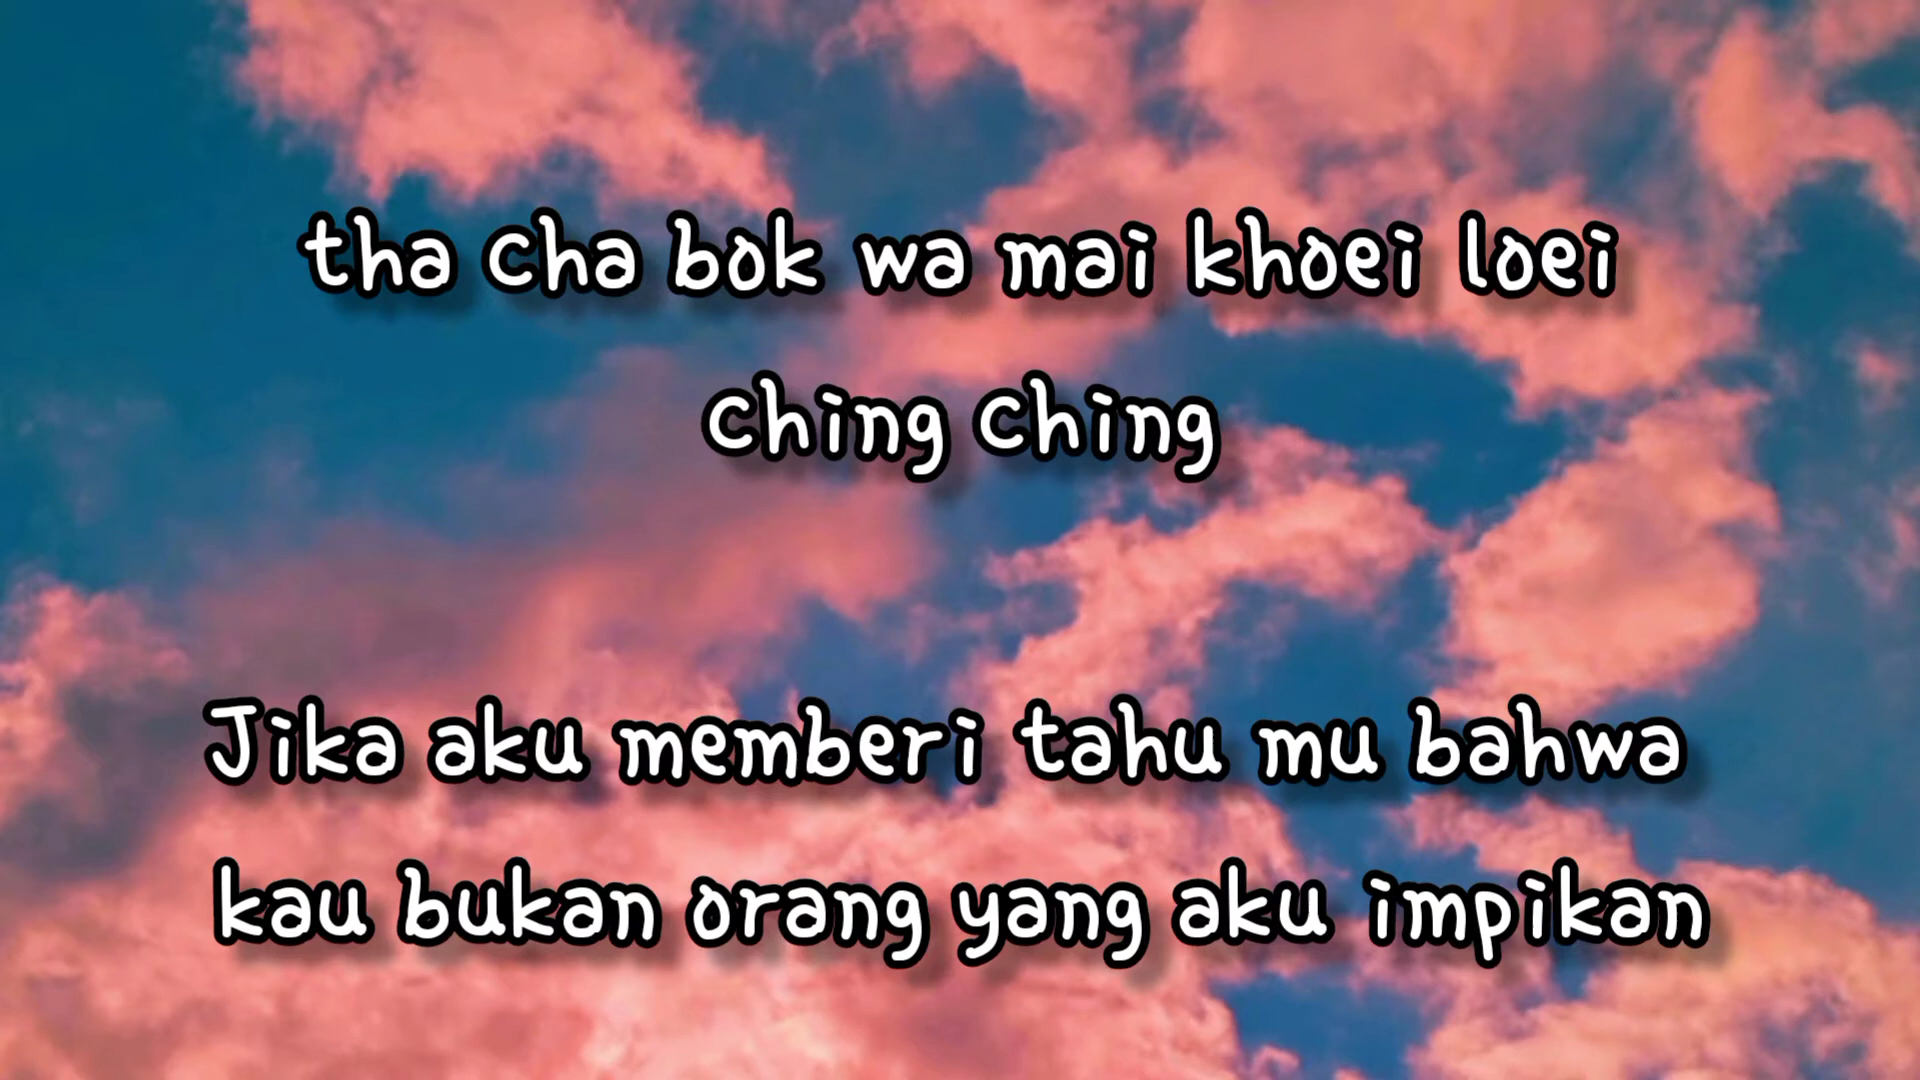 tha cha bok wa mai khoei loei
ching ching
Jika aku memberi tahu mu bahwa
kau bukan orang yang aku impikan